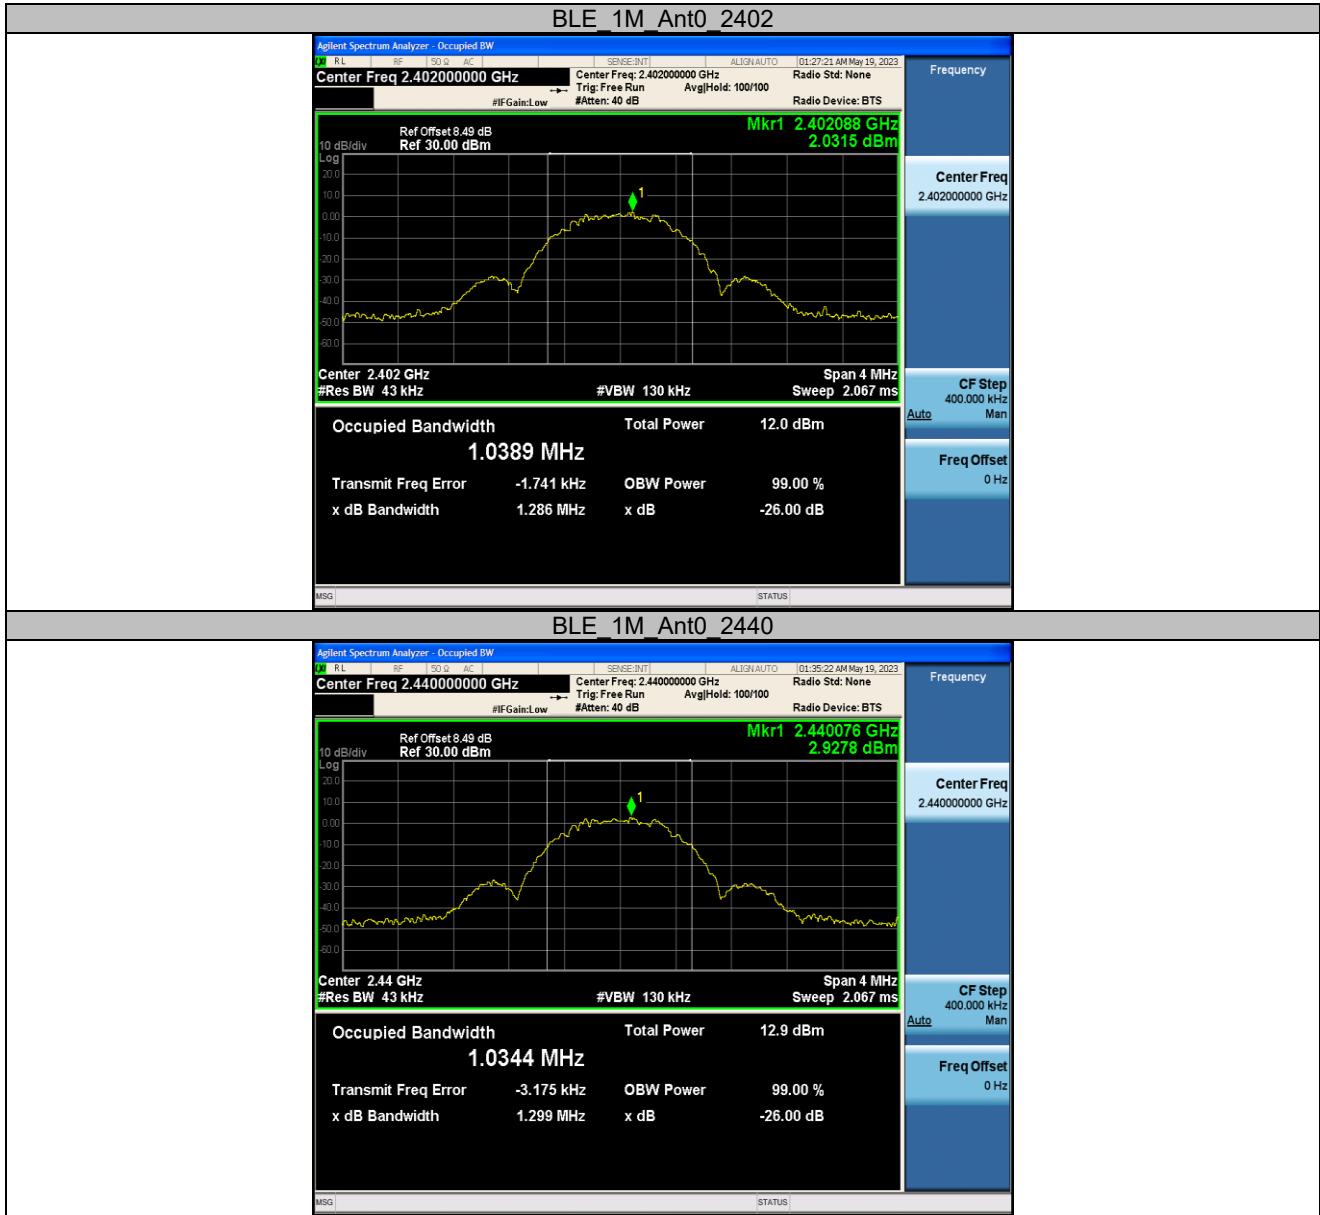 BLE_1M_Ant0_2402
Agilent Spectrum Analyzer - Occupied BW
RL RF 50 Ω AC SENSE:INT ALIGN AUTO 01:27:21 AM May 19, 2023
Center Freq 2.402000000 GHz Center Freq: 2.402000000 GHz Radio Std: None
Trig: Free Run Avg|Hold: 100/100
#IFGain:Low #Atten: 40 dB Radio Device: BTS
Frequency
Mkr1 2.402088 GHz
2.0315 dBm
Ref Offset 8.49 dB
10 dB/div Ref 30.00 dBm
Log
20.0
10.0
0.00
-10.0
-20.0
-30.0
-40.0
-50.0
-60.0
1
Center 2.402 GHz Span 4 MHz
#Res BW 43 kHz #VBW 130 kHz Sweep 2.067 ms
Center Freq
2.402000000 GHz
CF Step
400.000 kHz
Auto Man
Freq Offset
0 Hz
Occupied Bandwidth Total Power 12.0 dBm
1.0389 MHz
Transmit Freq Error -1.741 kHz OBW Power 99.00 %
x dB Bandwidth 1.286 MHz x dB -26.00 dB
MSG STATUS
BLE_1M_Ant0_2440
Agilent Spectrum Analyzer - Occupied BW
RL RF 50 Ω AC SENSE:INT ALIGN AUTO 01:35:22 AM May 19, 2023
Center Freq 2.440000000 GHz Center Freq: 2.440000000 GHz Radio Std: None
Trig: Free Run Avg|Hold: 100/100
#IFGain:Low #Atten: 40 dB Radio Device: BTS
Frequency
Mkr1 2.440076 GHz
2.9278 dBm
Ref Offset 8.49 dB
10 dB/div Ref 30.00 dBm
Log
20.0
10.0
0.00
-10.0
-20.0
-30.0
-40.0
-50.0
-60.0
1
Center 2.44 GHz Span 4 MHz
#Res BW 43 kHz #VBW 130 kHz Sweep 2.067 ms
Center Freq
2.440000000 GHz
CF Step
400.000 kHz
Auto Man
Freq Offset
0 Hz
Occupied Bandwidth Total Power 12.9 dBm
1.0344 MHz
Transmit Freq Error -3.175 kHz OBW Power 99.00 %
x dB Bandwidth 1.299 MHz x dB -26.00 dB
MSG STATUS